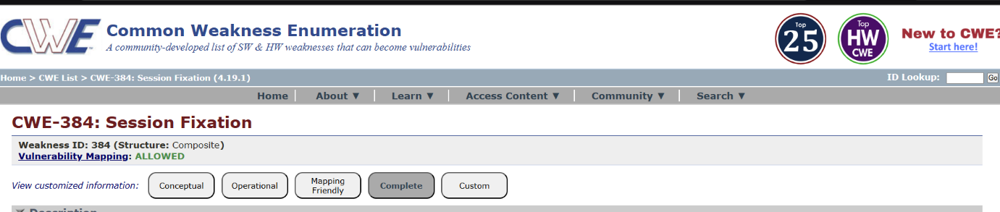 CWE
Common Weakness Enumeration
A community-developed list of SW & HW weaknesses that can become vulnerabilities
Top
25
Top
HW
CWE
New to CWE?
Start here!
Home > CWE List > CWE-384: Session Fixation (4.19.1)
ID Lookup:
Go
Home
About ▼
Learn ▼
Access Content ▼
Community ▼
Search ▼
CWE-384: Session Fixation
Weakness ID: 384 (Structure: Composite)
Vulnerability Mapping: ALLOWED
View customized information:
Conceptual
Operational
Mapping
Friendly
Complete
Custom
Description